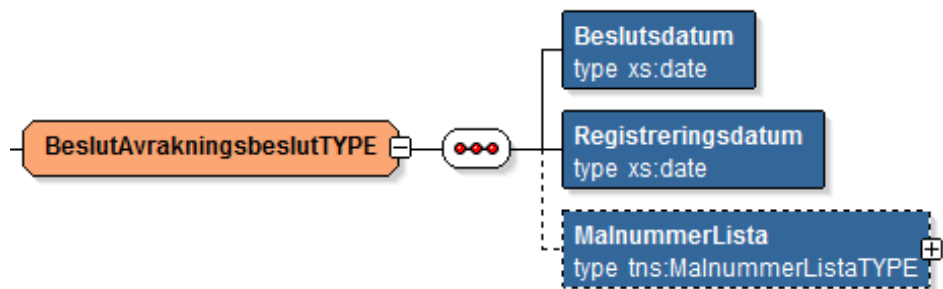 Beslutsdatum
type xs:date
BeslutAvrakningsbeslutTYPE
Registreringsdatum
type xs:date
MalnummerLista
type tns:MalnummerListaTYPE